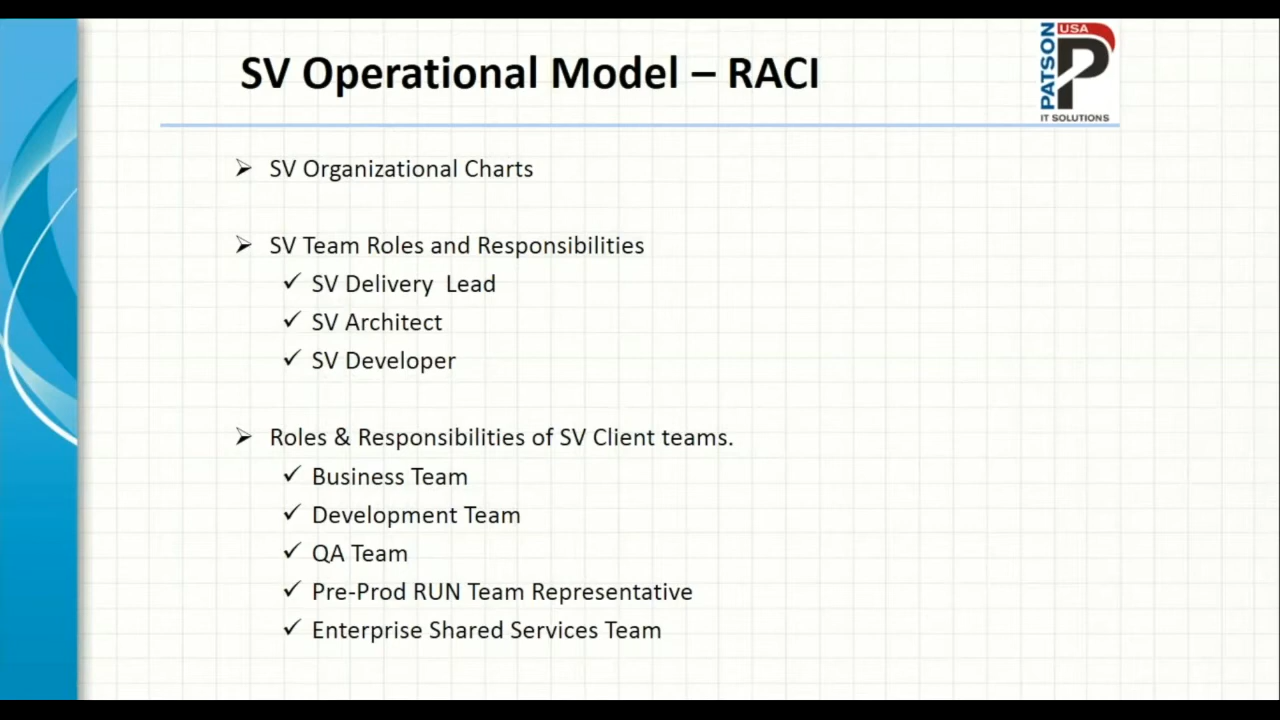 SV Operational Model – RACI
PATSON
USA
P
IT SOLUTIONS
SV Organizational Charts
SV Team Roles and Responsibilities
SV Delivery  Lead
SV Architect
SV Developer
Roles & Responsibilities of SV Client teams.
Business Team
Development Team
QA Team
Pre-Prod RUN Team Representative
Enterprise Shared Services Team